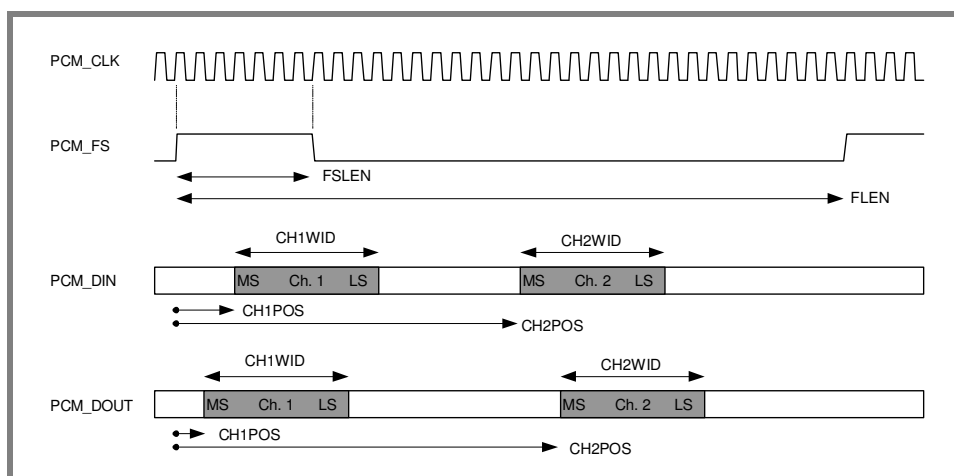 PCM_CLK
PCM_FS
FSLEN
FLEN
CH1WID CH2WID
PCM_DIN MS Ch. 1 LS MS Ch. 2 LS
CH1POS
CH2POS
CH1WID CH2WID
PCM_DOUT MS Ch. 1 LS MS Ch. 2 LS
CH1POS
CH2POS